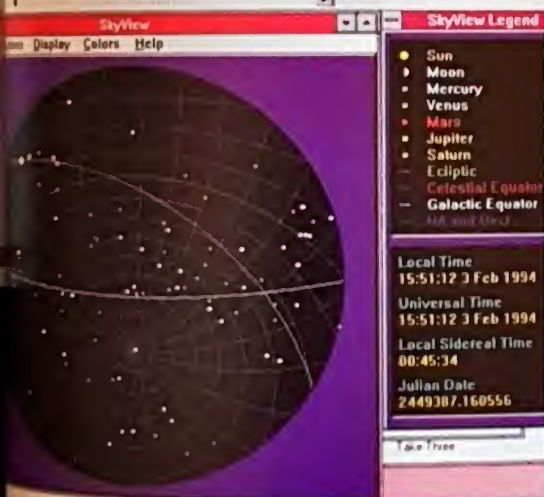 SkyView
Display Colors Help
SkyView Legend
Sun
Moon
Mercury
Venus
Mars
Jupiter
Saturn
Ecliptic
Celestial Equator
Galactic Equator
Local Time
15:51:12 3 Feb 1994
Universal Time
15:51:12 3 Feb 1994
Local Sidereal Time
00:45:34
Julian Date
2449387.160556
Take Three